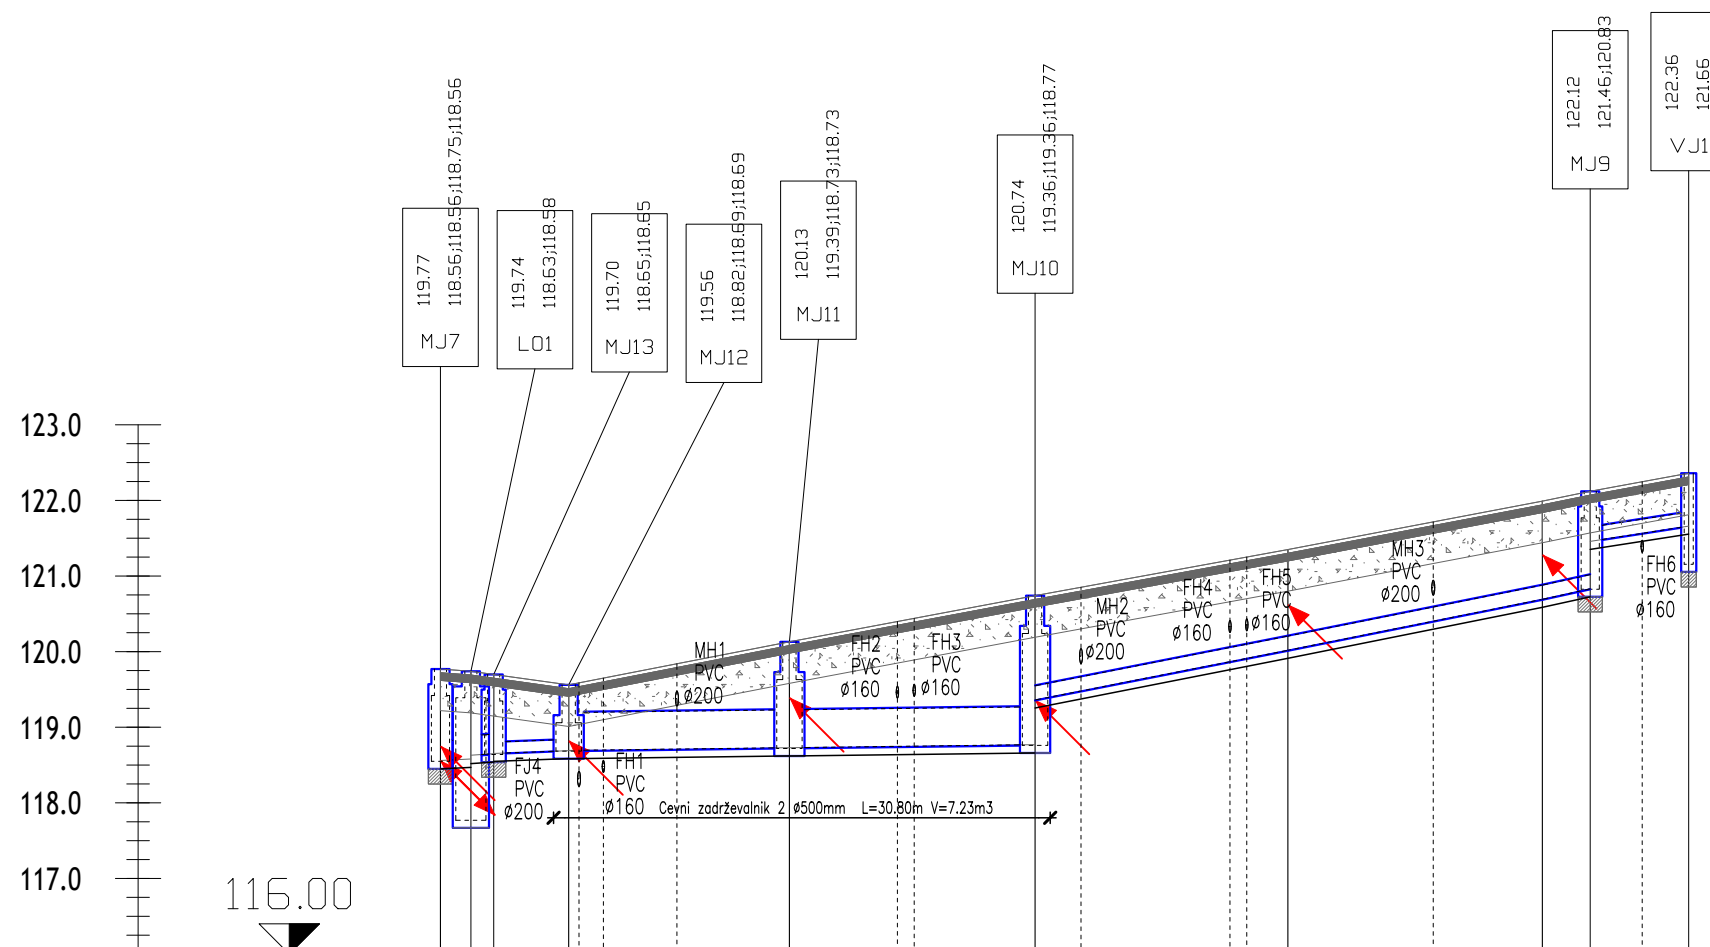 119.77
118.56;118.56;118.75;118.56
MJ7
119.74
118.63;118.58
LO1
119.70
118.65;118.65
MJ13
119.56
118.82;118.69;118.69
MJ12
120.13
119.39;118.73;118.73
MJ11
120.74
119.36;119.36;118.77
MJ10
122.12
121.46;120.83
MJ9
122.36
121.66
VJ1
123.0
122.0
121.0
120.0
119.0
118.0
117.0
116.00
FJ4
PVC
ø200
FH1
PVC
ø160
MH1
PVC
ø200
FH2
PVC
ø160
FH3
PVC
ø160
MH2
PVC
ø200
FH4
PVC
ø160
FH5
PVC
ø160
MH3
PVC
ø200
FH6
PVC
ø160
Cevni zadrževalnik 2 ø500mm L=30.80m V=7.23m3